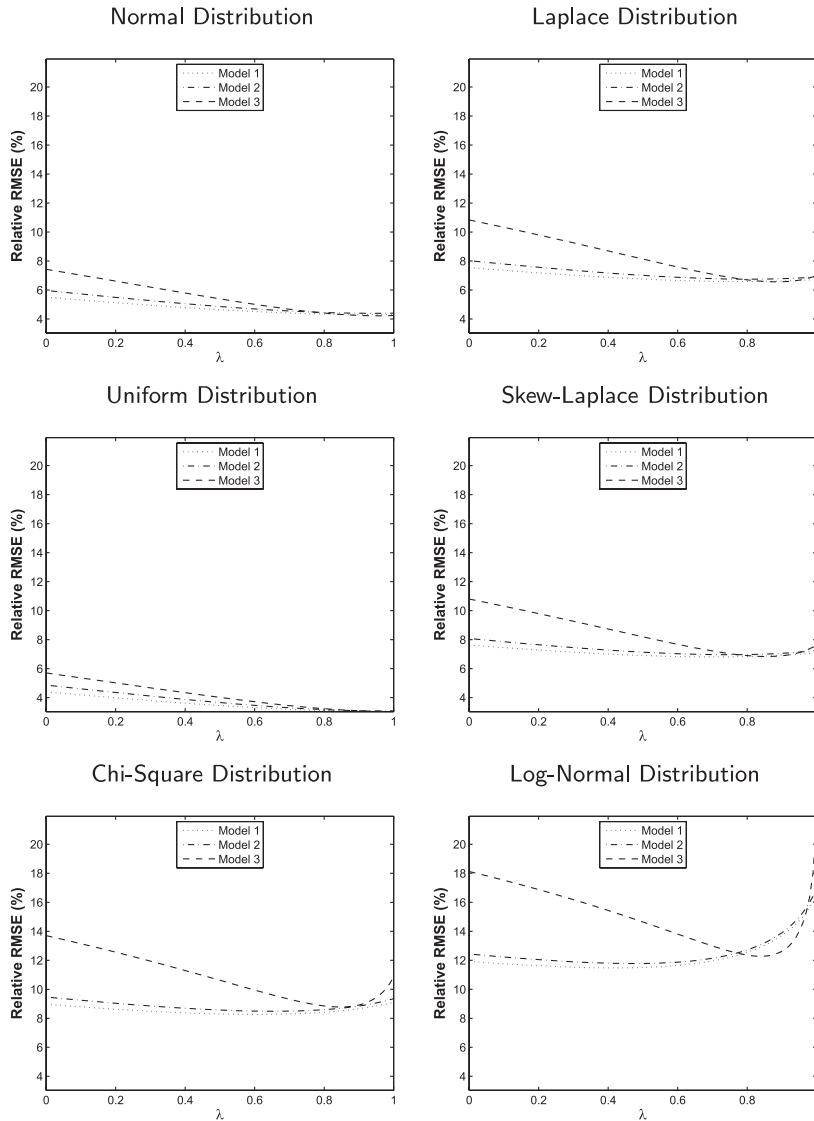 Normal Distribution
Laplace Distribution
Relative RMSE (%)
20
18
16
14
12
10
8
6
4
0 0.2 0.4 0.6 0.8 1
λ
Model 1
Model 2
Model 3
Relative RMSE (%)
20
18
16
14
12
10
8
6
4
0 0.2 0.4 0.6 0.8
λ
Model 1
Model 2
Model 3
Uniform Distribution
Skew-Laplace Distribution
Relative RMSE (%)
20
18
16
14
12
10
8
6
4
0 0.2 0.4 0.6 0.8 1
λ
Model 1
Model 2
Model 3
Relative RMSE (%)
20
18
16
14
12
10
8
6
4
0 0.2 0.4 0.6 0.8
λ
Model 1
Model 2
Model 3
Chi-Square Distribution
Log-Normal Distribution
Relative RMSE (%)
20
18
16
14
12
10
8
6
4
0 0.2 0.4 0.6 0.8 1
λ
Model 1
Model 2
Model 3
Relative RMSE (%)
20
18
16
14
12
10
8
6
4
0 0.2 0.4 0.6 0.8
λ
Model 1
Model 2
Model 3